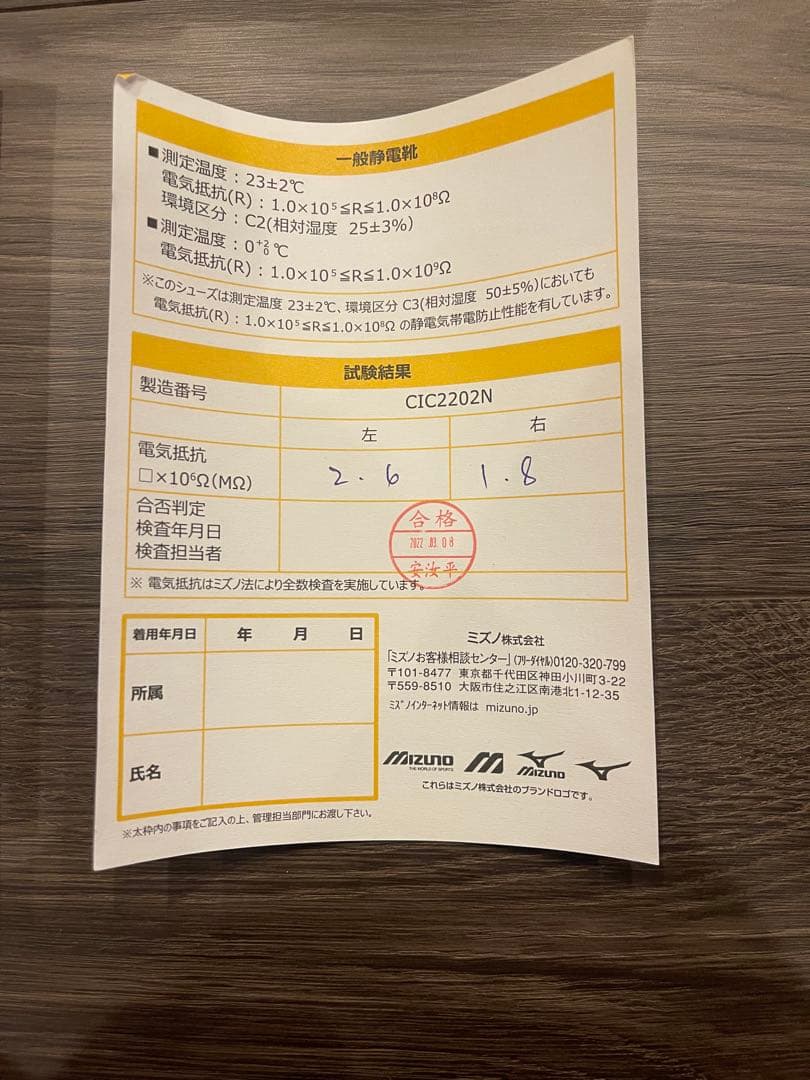 一般静電靴
■測定温度：23±2℃
電気抵抗(R)：1.0×10⁵≦R≦1.0×10⁸Ω
環境区分：C2(相対湿度 25±3%)
■測定温度：0⁺²₀℃
電気抵抗(R)：1.0×10⁵≦R≦1.0×10⁹Ω
※このシューズは測定温度 23±2℃、環境区分 C3(相対湿度 50±5%)においても
電気抵抗(R)：1.0×10⁵≦R≦1.0×10⁸Ω の静電気帯電防止性能を有しています。
試験結果
製造番号 CIC2202N
左 右
電気抵抗
□×10⁶Ω(MΩ) 2.6 1.8
合否判定
検査年月日
検査担当者
合格
2022.03.08
安汝平
※ 電気抵抗はミズノ法により全数検査を実施しています。
着用年月日 年 月 日
所属
氏名
※太枠内の事項をご記入の上、管理担当部門にお渡し下さい。
ミズノ株式会社
「ミズノお客様相談センター」(フリーダイヤル)0120-320-799
〒101-8477 東京都千代田区神田小川町3-22
〒559-8510 大阪市住之江区南港北1-12-35
ミズノインターネット情報は mizuno.jp
MIZUNO
THE WORLD OF SPORTS
MIZUNO
これらはミズノ株式会社のブランドロゴです。